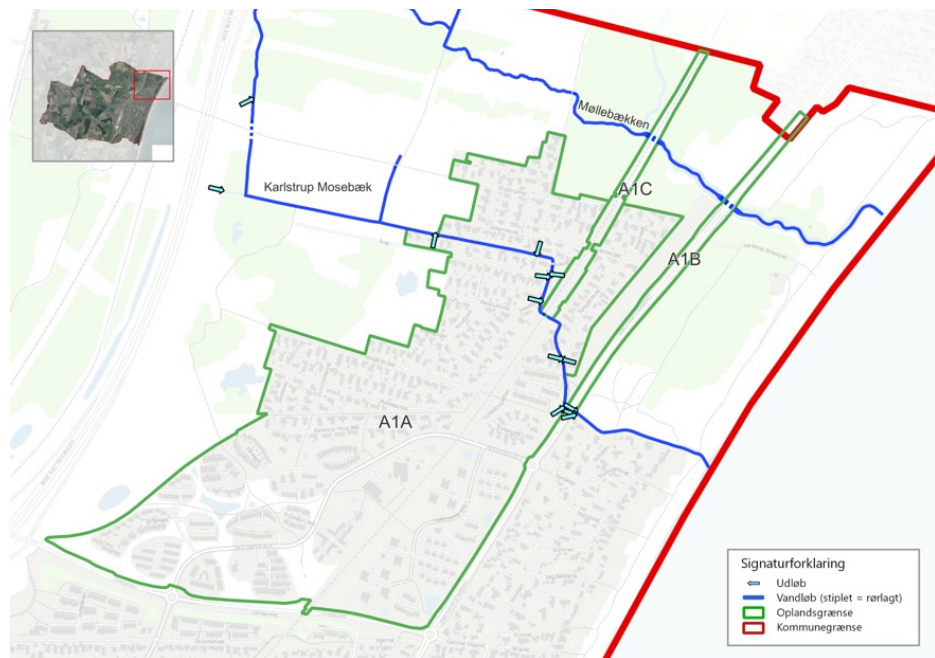 Møllebækken
Karlstrup Mosebæk
A1C
A1B
A1A
Signaturforklaring
Udløb
Vandløb (stiplet = rørlagt)
Oplandsgrænse
Kommunegrænse